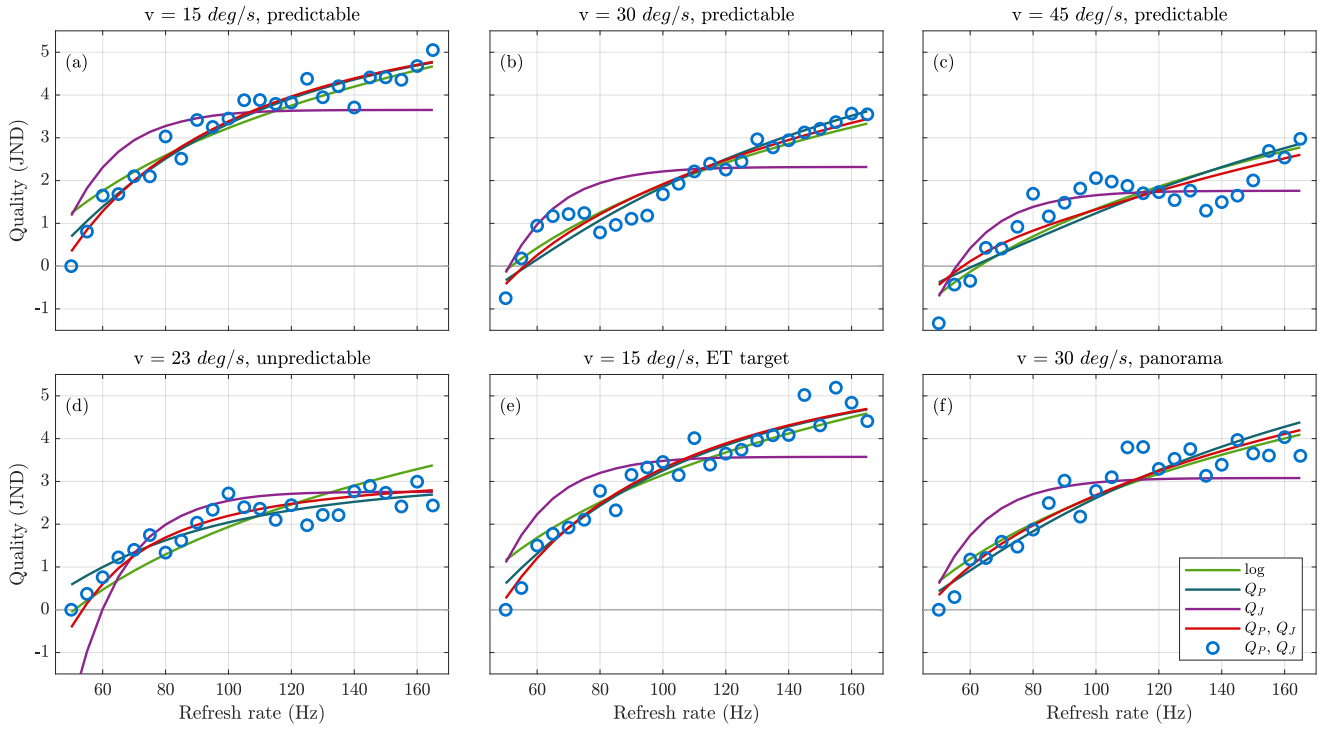 v = 15 deg/s, predictable
v = 30 deg/s, predictable
v = 45 deg/s, predictable
(a)
(b)
(c)
Quality (JND)
5
4
3
2
1
0
-1
v = 23 deg/s, unpredictable
v = 15 deg/s, ET target
v = 30 deg/s, panorama
(d)
(e)
(f)
Quality (JND)
5
4
3
2
1
0
-1
log
Q_P
Q_J
Q_P, Q_J
Q_P, Q_J
60 80 100 120 140 160
60 80 100 120 140 160
60 80 100 120 140 160
Refresh rate (Hz)
Refresh rate (Hz)
Refresh rate (Hz)